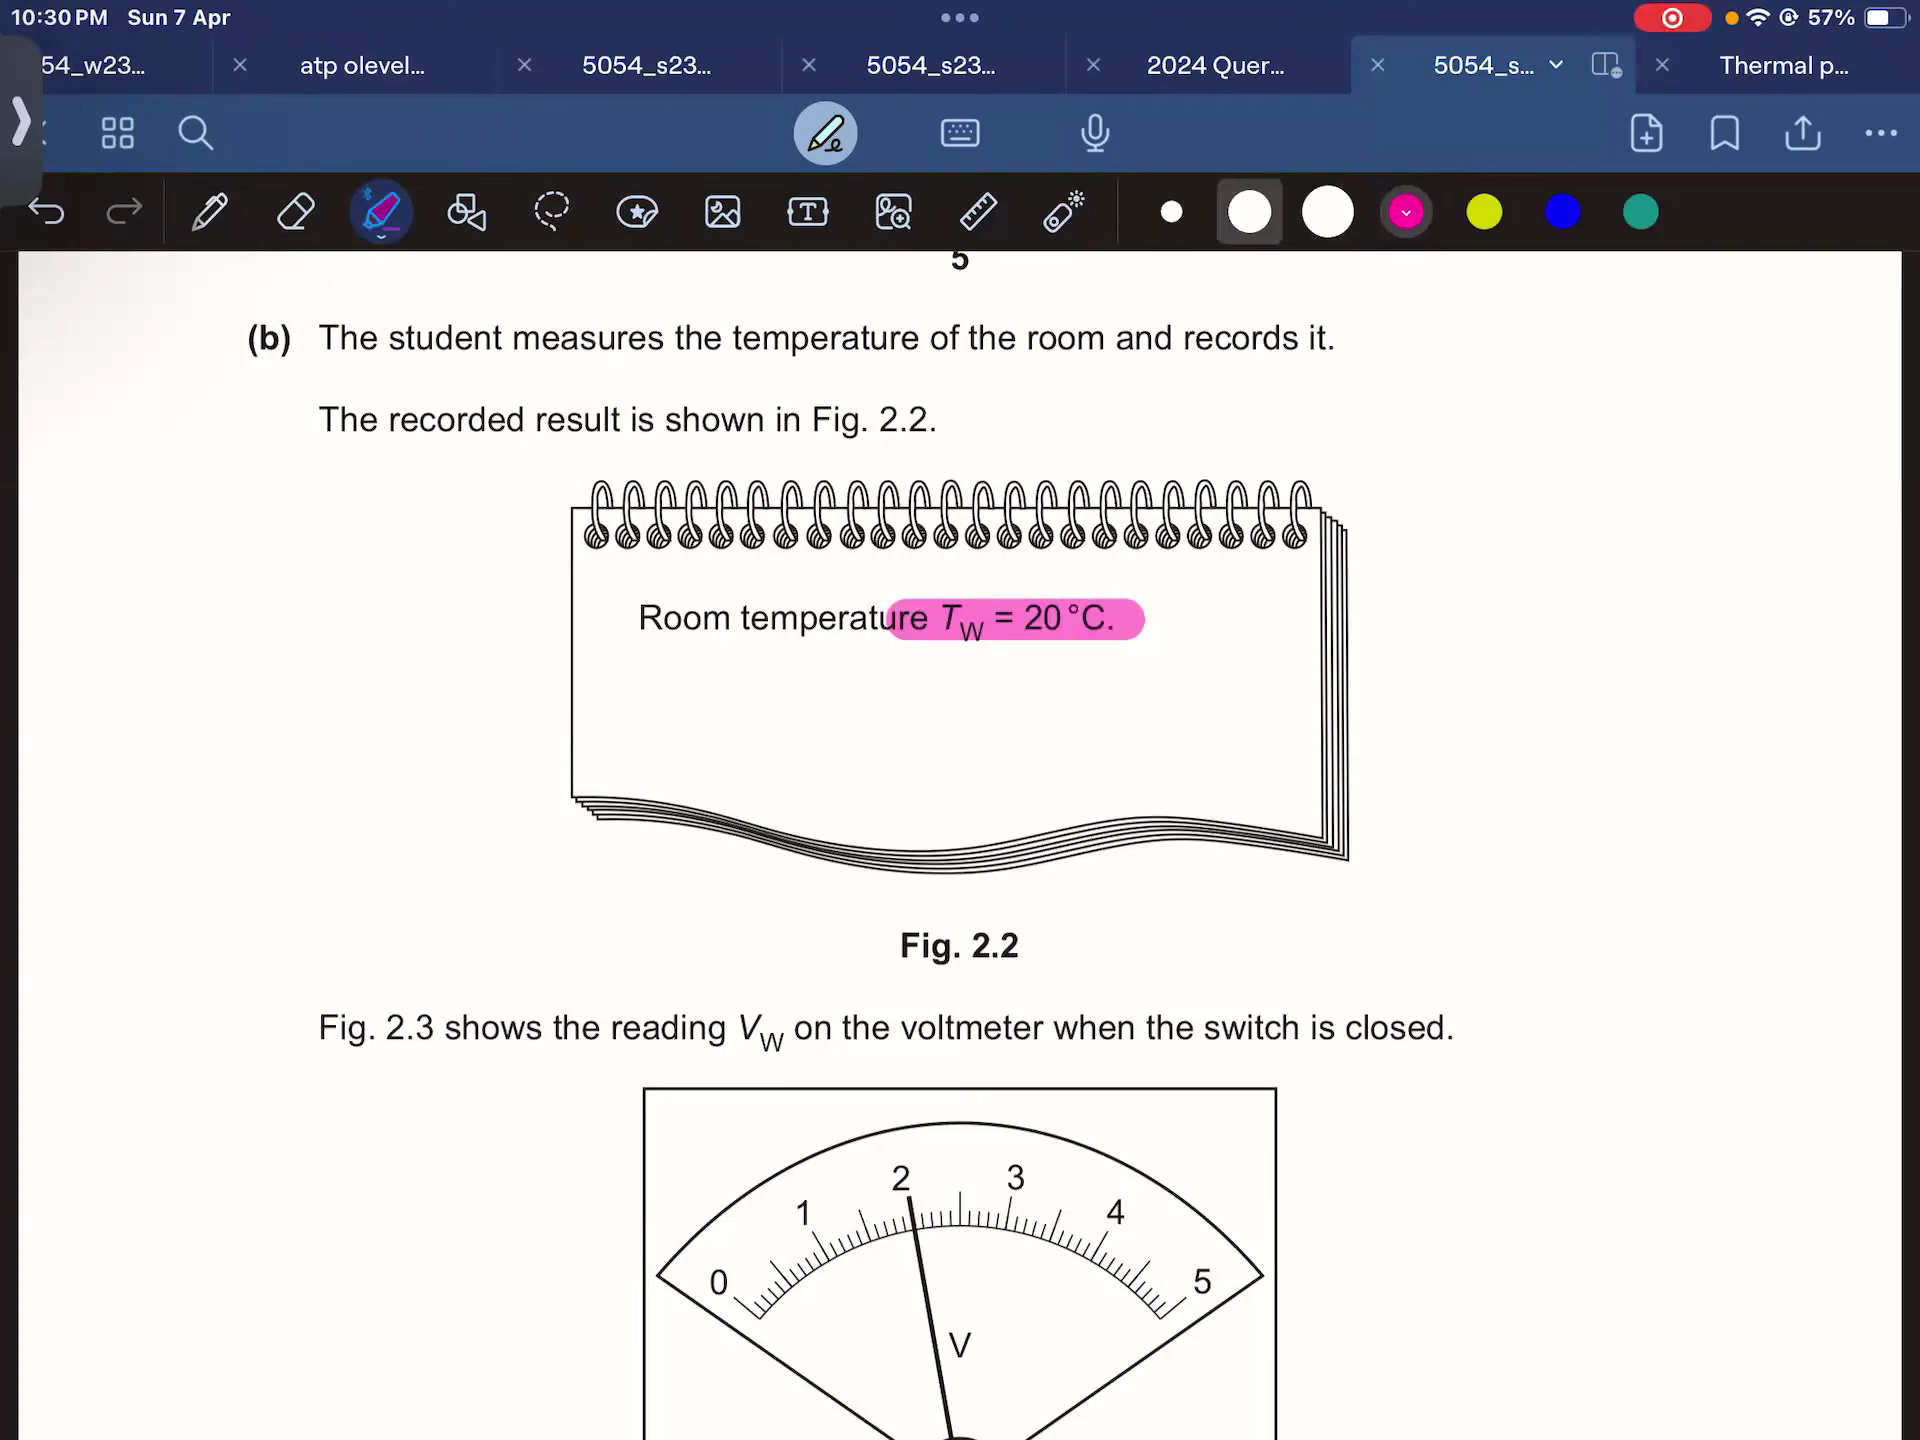 10:30 PM Sun 7 Apr
57%
54_w23...
atp olevel...
5054_s23...
5054_s23...
2024 Quer...
5054_s...
Thermal p...
5
(b) The student measures the temperature of the room and records it.
The recorded result is shown in Fig. 2.2.
Room temperature T_W = 20 °C.
Fig. 2.2
Fig. 2.3 shows the reading V_W on the voltmeter when the switch is closed.
0 1 2 3 4 5
V